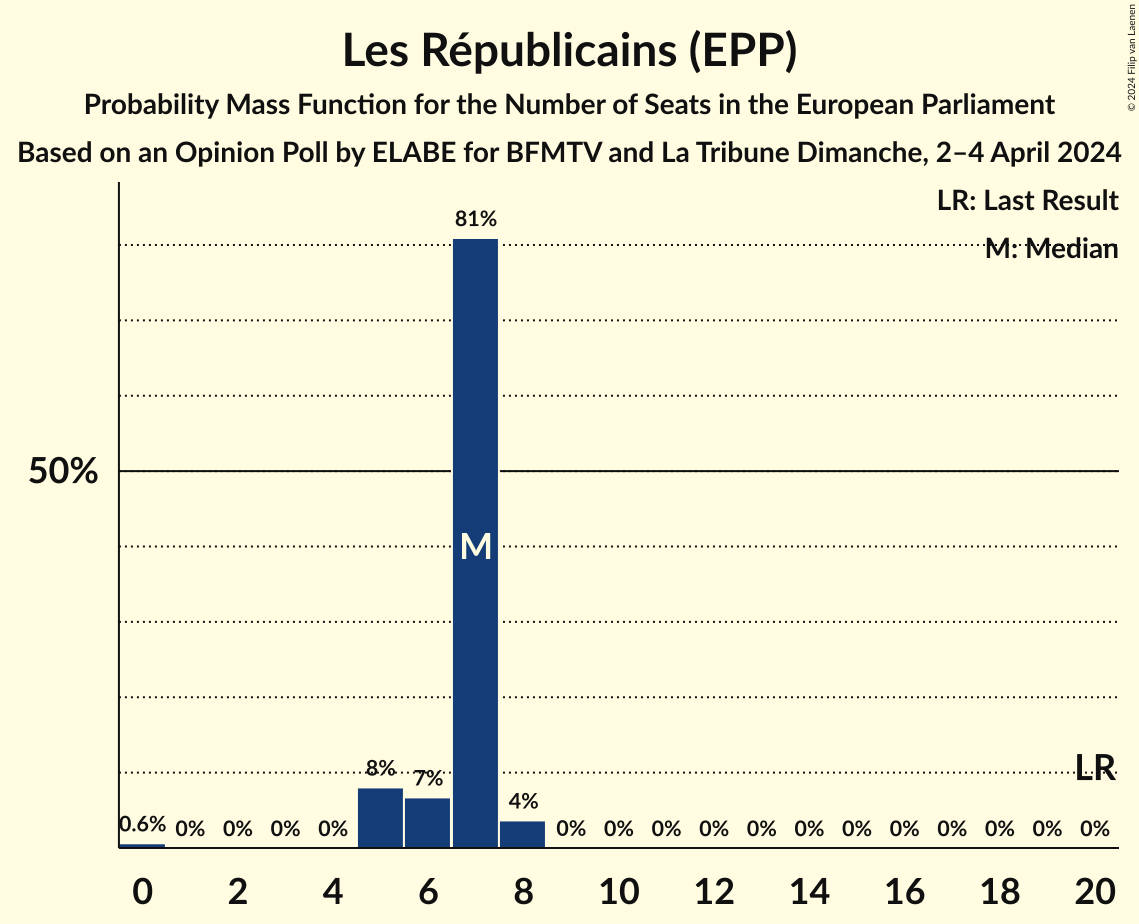 Les Républicains (EPP)
Probability Mass Function for the Number of Seats in the European Parliament
Based on an Opinion Poll by ELABE for BFMTV and La Tribune Dimanche, 2–4 April 2024
© 2024 Filip van Laenen
LR: Last Result
M: Median
81%
50%
M
8%
7%
4%
LR
0.6% 0% 0% 0% 0% 0% 0% 0% 0% 0% 0% 0% 0% 0% 0% 0% 0%
0 2 4 6 8 10 12 14 16 18 20